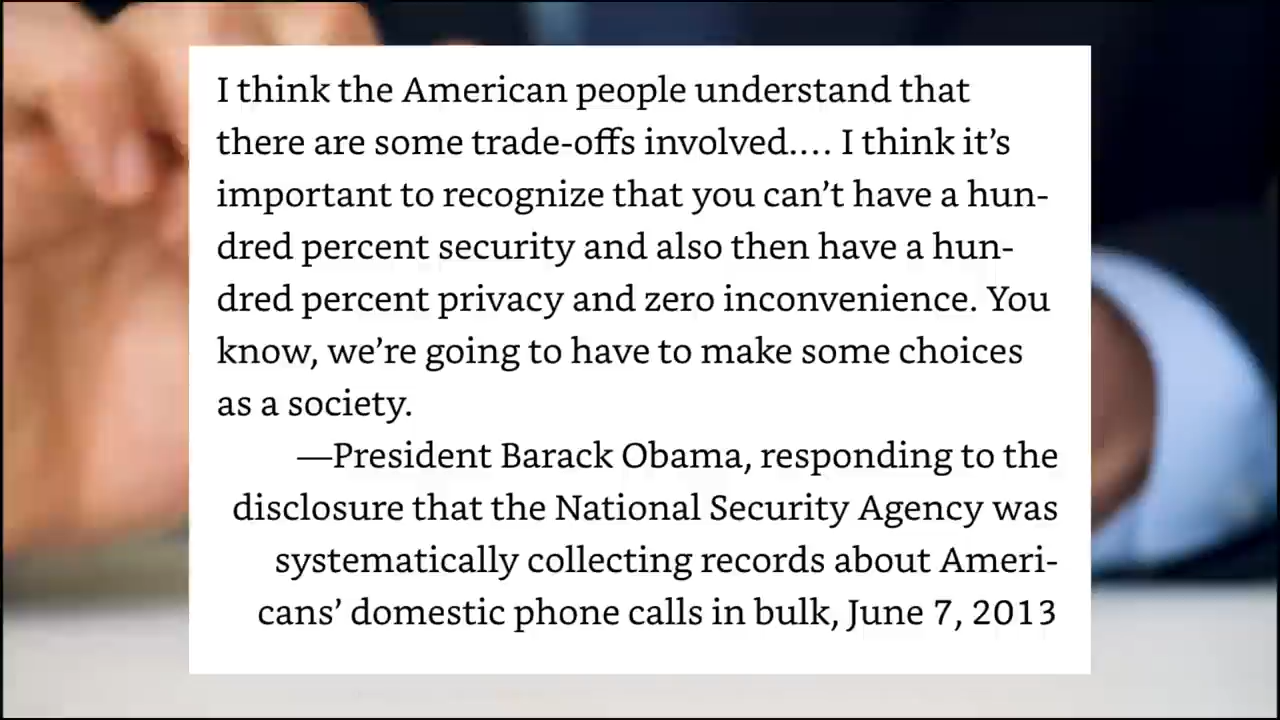 I think the American people understand that
there are some trade-offs involved.... I think it’s
important to recognize that you can’t have a hun-
dred percent security and also then have a hun-
dred percent privacy and zero inconvenience. You
know, we’re going to have to make some choices
as a society.
—President Barack Obama, responding to the
disclosure that the National Security Agency was
systematically collecting records about Ameri-
cans’ domestic phone calls in bulk, June 7, 2013